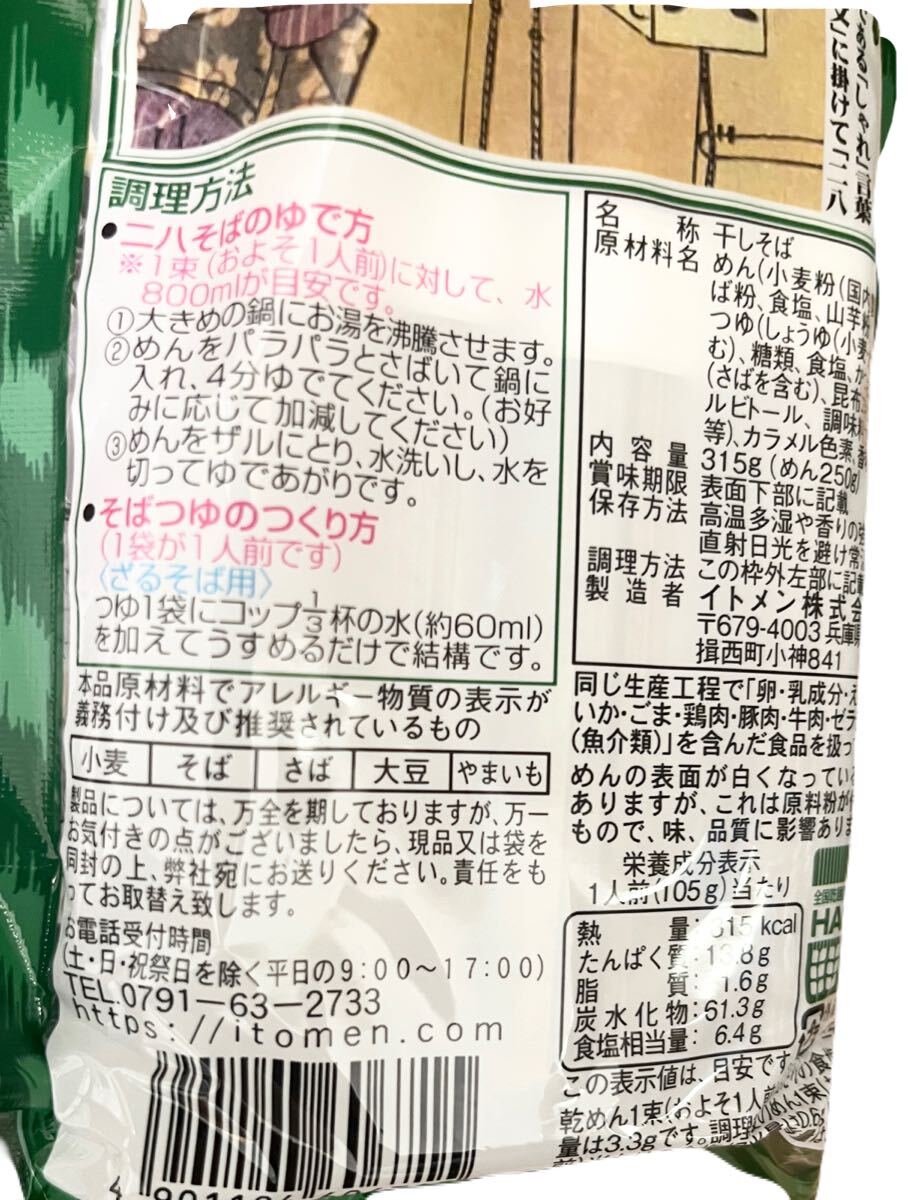 である「しゃれ」言葉
に掛けて「二八
調理方法
●二八そばのゆで方
※1束(およそ1人前)に対して、水
800mlが目安です。
①大きめの鍋にお湯を沸騰させます。
②めんをパラパラとさばいて鍋に
入れ、4分ゆでてください。(お好
みに応じて加減してください)
③めんをザルにとり、水洗いし、水を
切ってゆであがりです。
●そばつゆのつくり方
(1袋が1人前です)
〈ざるそば用〉
つゆ1袋にコップ1/3杯の水(約60ml)
を加えてうすめるだけで結構です。
本品原材料でアレルギー物質の表示が
義務付け及び推奨されているもの
小麦 そば さば 大豆 やまいも
製品については、万全を期しておりますが、万一
お気付きの点がございましたら、現品又は袋を
同封の上、弊社宛にお送りください。責任をも
ってお取替え致します。
お電話受付時間
(土・日・祝祭日を除く平日の9:00〜17:00)
TEL.0791-63-2733
https://itomen.com
名称 干しそば
原材料名 めん(小麦粉(国内
ば粉、食塩、山芋
つゆ(しょうゆ(小麦
む)、糖類、食塩、か
(さばを含む)、昆布
ルビトール、調味料
等)、カラメル色素、香
内容量 315g(めん250g
賞味期限 表面下部に記載
保存方法 高温多湿や香りの強
直射日光を避け常温
調理方法 この枠外左部に記載
製造者 イトメン株式会
〒679-4003 兵庫県
揖西町小神841
同じ生産工程で「卵・乳成分・え
いか・ごま・鶏肉・豚肉・牛肉・ゼラ
(魚介類)」を含んだ食品を扱っ
めんの表面が白くなっている
ありますが、これは原料粉が
もので、味、品質に影響ありま
栄養成分表示
1人前(105g)当たり
熱量: 315kcal
たんぱく質: 13.8g
脂質: 1.6g
炭水化物: 61.3g
食塩相当量: 6.4g
この表示値は、目安です
乾めん1束(およそ1人前
量は3.3gです。調理
全国
HA